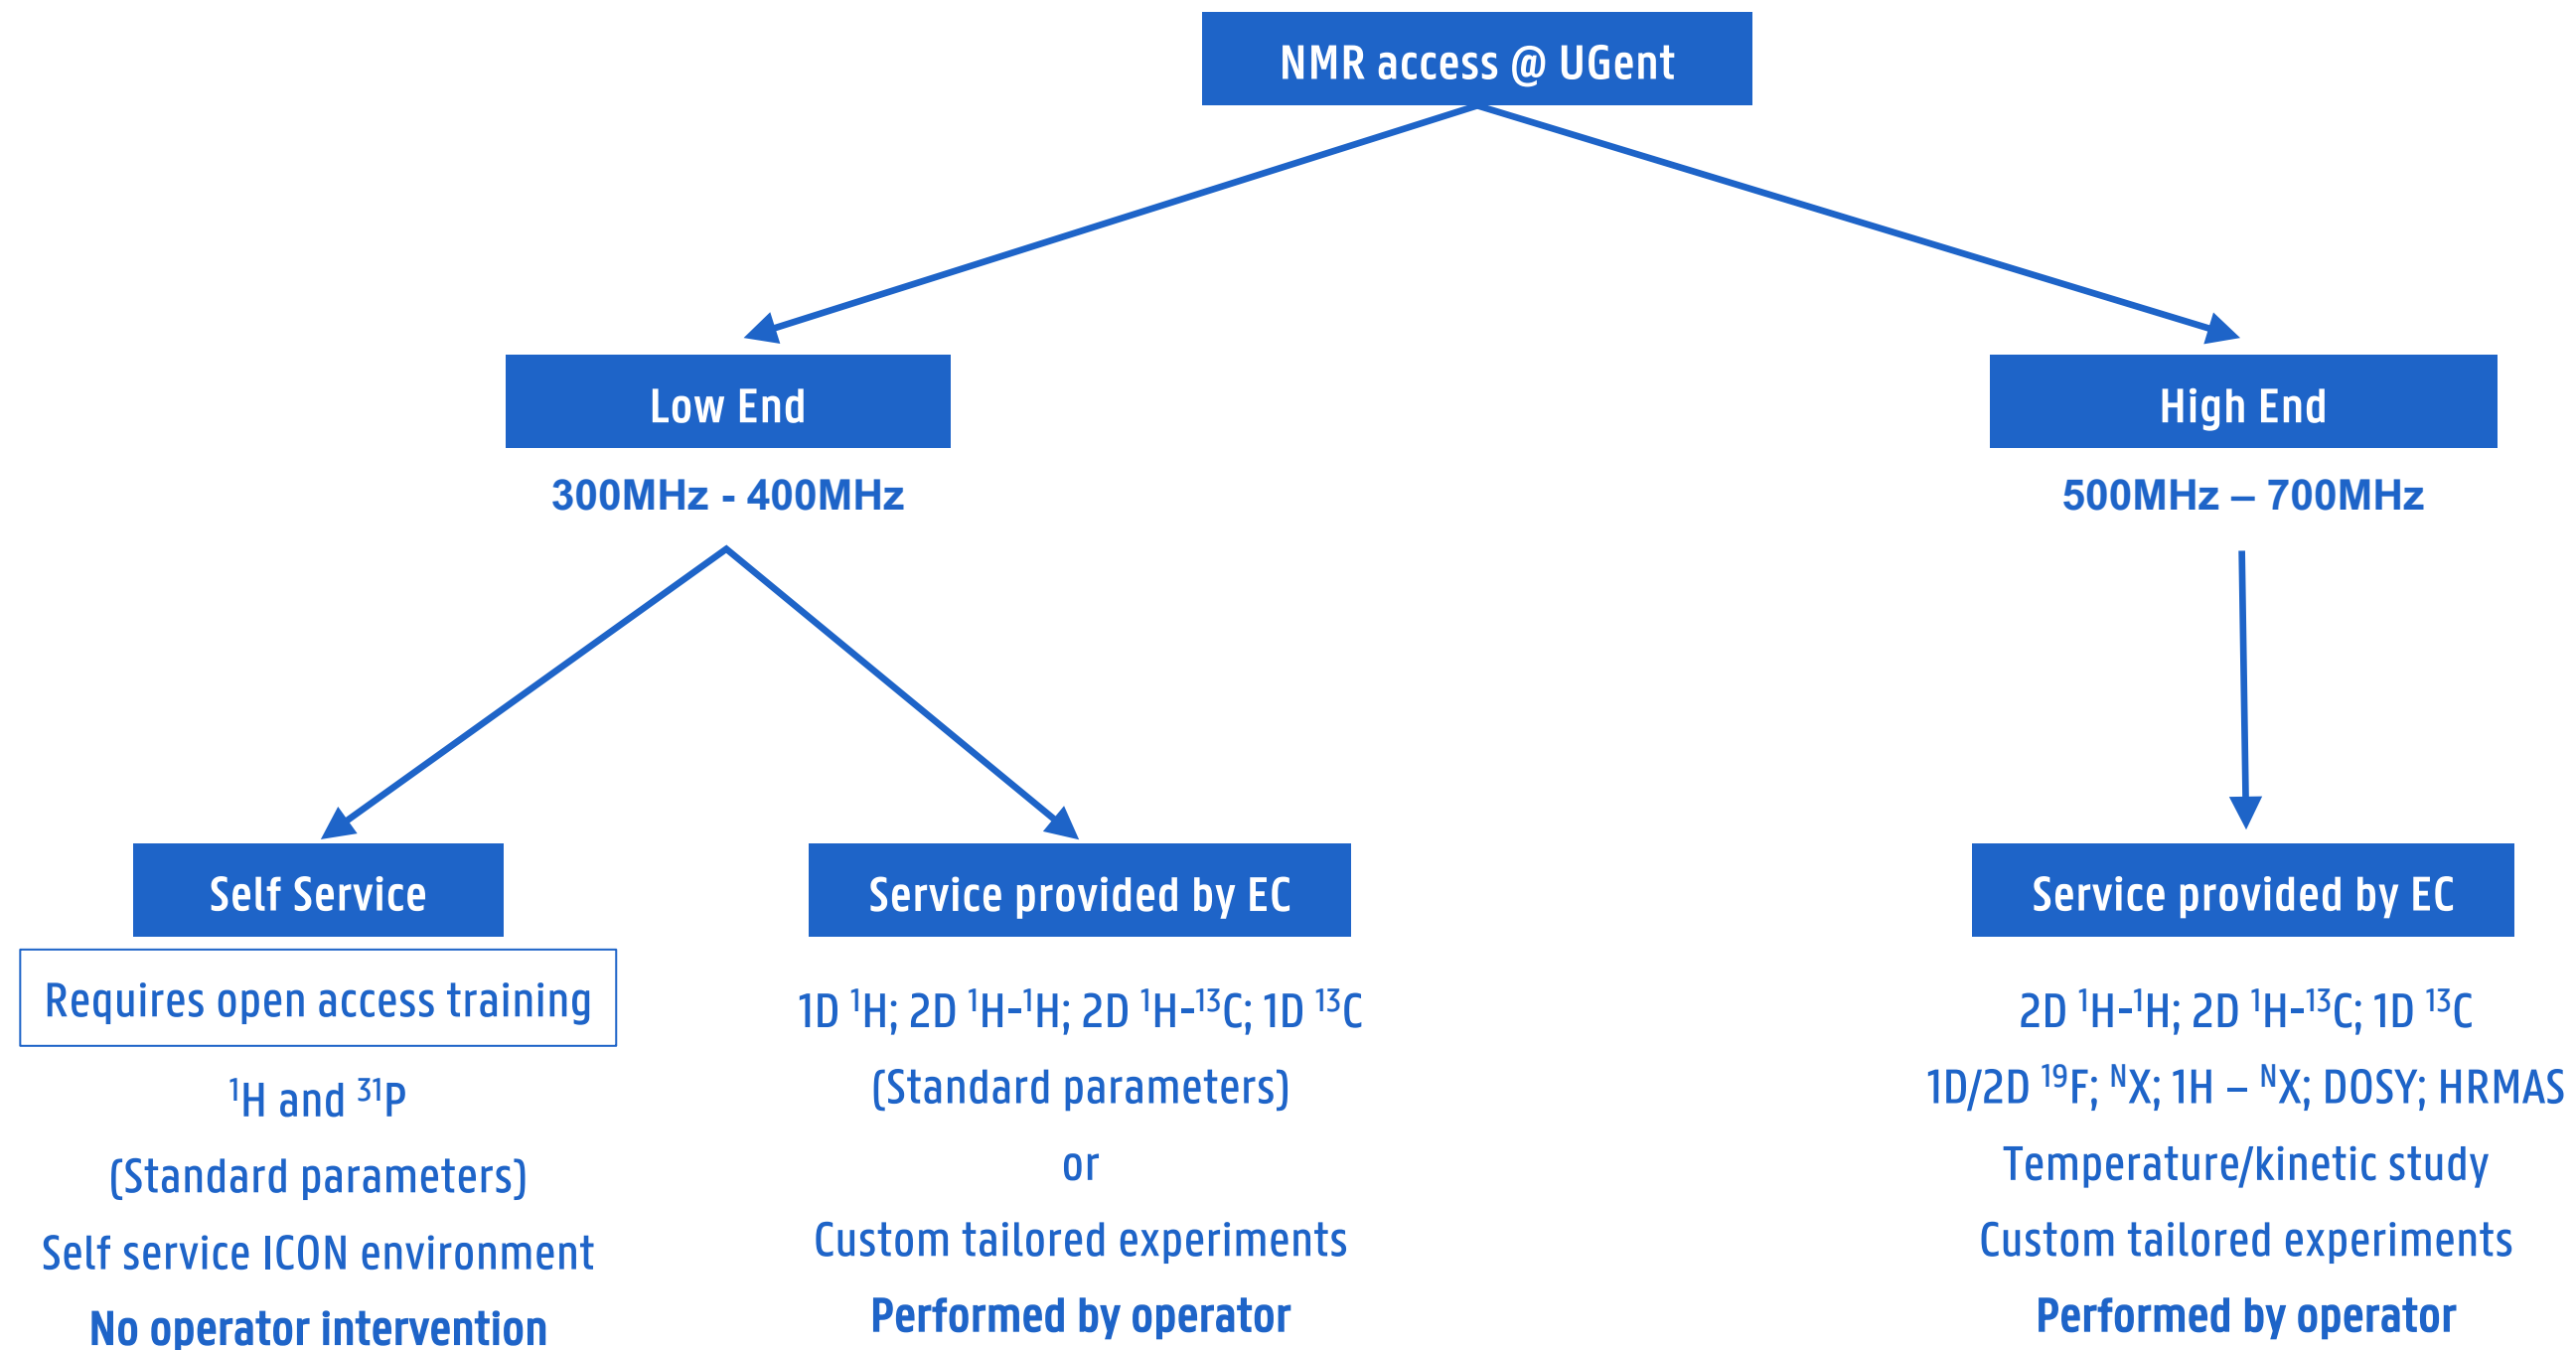 NMR access @ UGent
Low End
High End
300MHz - 400MHz
500MHz – 700MHz
Self Service
Requires open access training
¹H and ³¹P
(Standard parameters)
Self service ICON environment
No operator intervention
Service provided by EC
1D ¹H; 2D ¹H-¹H; 2D ¹H-¹³C; 1D ¹³C
(Standard parameters)
or
Custom tailored experiments
Performed by operator
Service provided by EC
2D ¹H-¹H; 2D ¹H-¹³C; 1D ¹³C
1D/2D ¹⁹F; ᴺX; 1H – ᴺX; DOSY; HRMAS
Temperature/kinetic study
Custom tailored experiments
Performed by operator